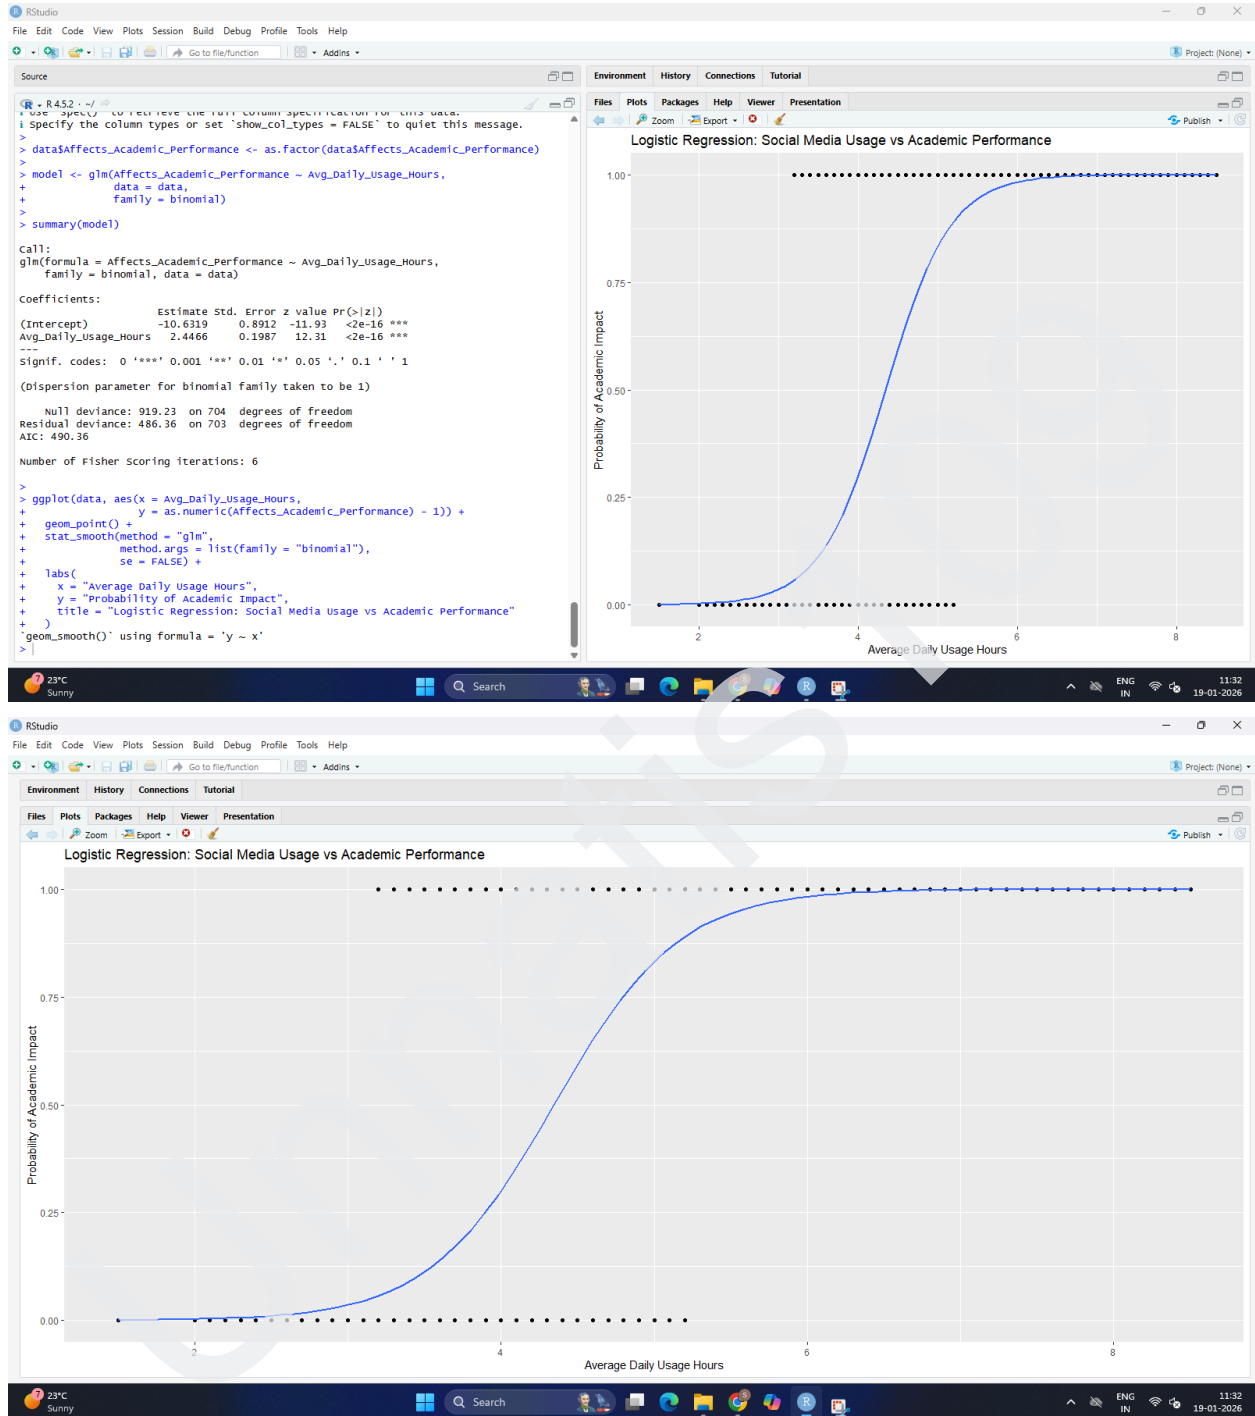 RStudio
File Edit Code View Plots Session Build Debug Profile Tools Help
Go to file/function Addins Project: (None)
Source
R 4.5.2 · ~/
ℹ Use `spec()` to retrieve the full column specification for this data.
ℹ Specify the column types or set `show_col_types = FALSE` to quiet this message.
> data$Affects_Academic_Performance <- as.factor(data$Affects_Academic_Performance)
>
> model <- glm(Affects_Academic_Performance ~ Avg_Daily_Usage_Hours,
+ data = data,
+ family = binomial)
>
> summary(model)
Call:
glm(formula = Affects_Academic_Performance ~ Avg_Daily_Usage_Hours,
family = binomial, data = data)
Coefficients:
Estimate Std. Error z value Pr(>|z|)
(Intercept) -10.6319 0.8912 -11.93 <2e-16 ***
Avg_Daily_Usage_Hours 2.4466 0.1987 12.31 <2e-16 ***
---
Signif. codes: 0 ‘***’ 0.001 ‘**’ 0.01 ‘*’ 0.05 ‘.’ 0.1 ‘ ’ 1
(Dispersion parameter for binomial family taken to be 1)
Null deviance: 919.23 on 704 degrees of freedom
Residual deviance: 486.36 on 703 degrees of freedom
AIC: 490.36
Number of Fisher Scoring iterations: 6
>
> ggplot(data, aes(x = Avg_Daily_Usage_Hours,
+ y = as.numeric(Affects_Academic_Performance) - 1)) +
+ geom_point() +
+ stat_smooth(method = "glm",
+ method.args = list(family = "binomial"),
+ se = FALSE) +
+ labs(
+ x = "Average Daily Usage Hours",
+ y = "Probability of Academic Impact",
+ title = "Logistic Regression: Social Media Usage vs Academic Performance"
+ )
`geom_smooth()` using formula = 'y ~ x'
>
Environment History Connections Tutorial
Files Plots Packages Help Viewer Presentation
Zoom Export Publish
Logistic Regression: Social Media Usage vs Academic Performance
1.00
0.75
0.50
0.25
0.00
Probability of Academic Impact
2 4 6 8
Average Daily Usage Hours
7
23°C
Sunny
Search
ENG
IN
11:32
19-01-2026
RStudio
File Edit Code View Plots Session Build Debug Profile Tools Help
Go to file/function Addins Project: (None)
Environment History Connections Tutorial
Files Plots Packages Help Viewer Presentation
Zoom Export Publish
Logistic Regression: Social Media Usage vs Academic Performance
1.00
0.75
0.50
0.25
0.00
Probability of Academic Impact
2 4 6 8
Average Daily Usage Hours
7
23°C
Sunny
Search
ENG
IN
11:32
19-01-2026